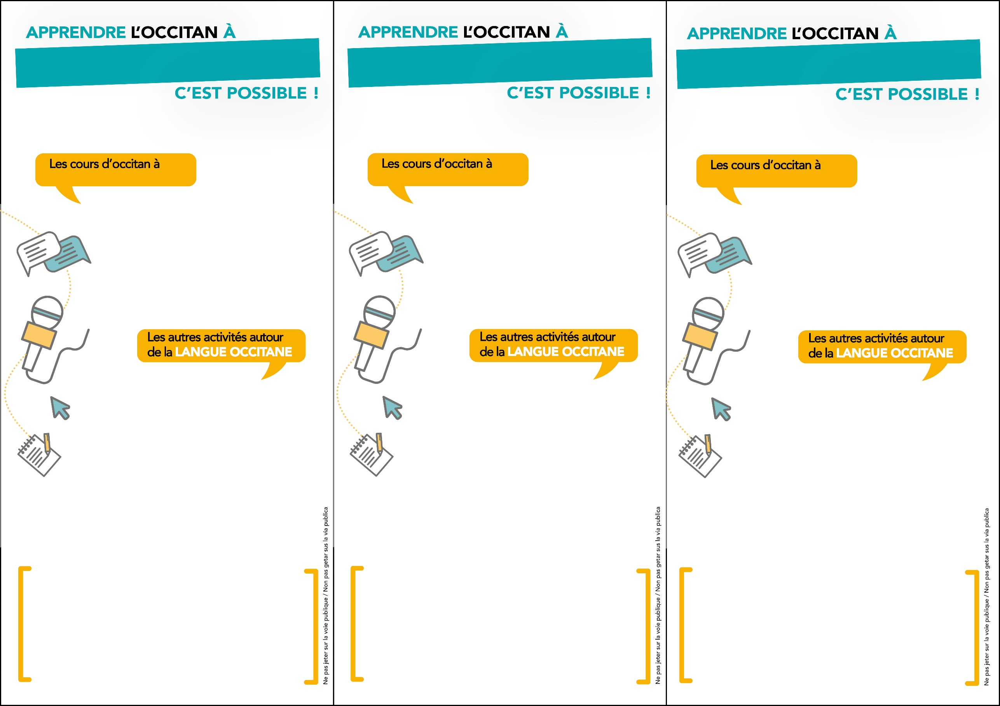 APPRENDRE L’OCCITAN À
C’EST POSSIBLE !
Les cours d’occitan à
Les autres activités autour
de la LANGUE OCCITANE
Ne pas jeter sur la voie publique / Non pas getar sus la via publica
APPRENDRE L’OCCITAN À
C’EST POSSIBLE !
Les cours d’occitan à
Les autres activités autour
de la LANGUE OCCITANE
Ne pas jeter sur la voie publique / Non pas getar sus la via publica
APPRENDRE L’OCCITAN À
C’EST POSSIBLE !
Les cours d’occitan à
Les autres activités autour
de la LANGUE OCCITANE
Ne pas jeter sur la voie publique / Non pas getar sus la via publica